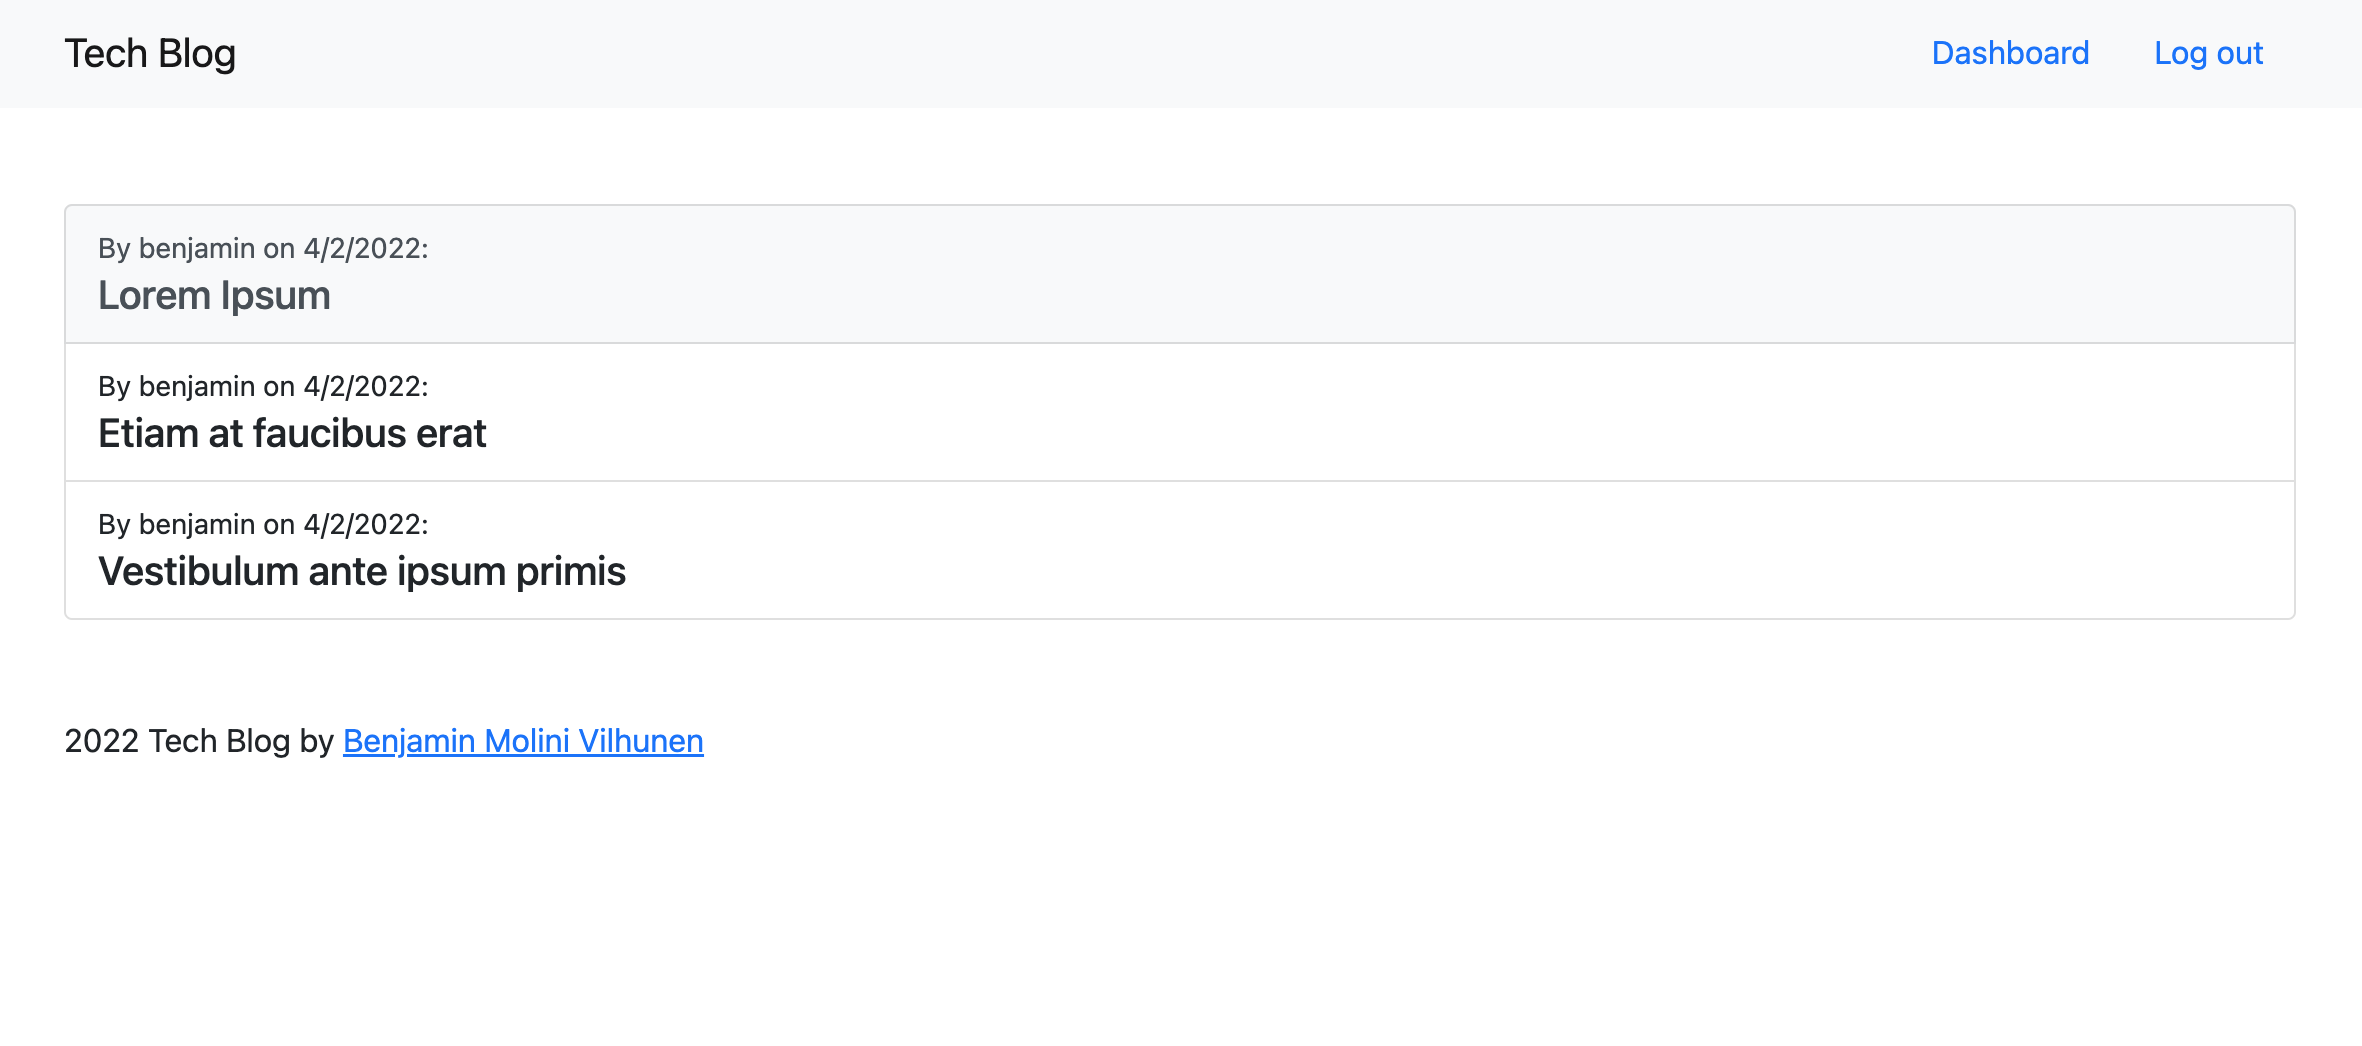 Tech Blog
Dashboard
Log out
By benjamin on 4/2/2022:
Lorem Ipsum
By benjamin on 4/2/2022:
Etiam at faucibus erat
By benjamin on 4/2/2022:
Vestibulum ante ipsum primis
2022 Tech Blog by Benjamin Molini Vilhunen